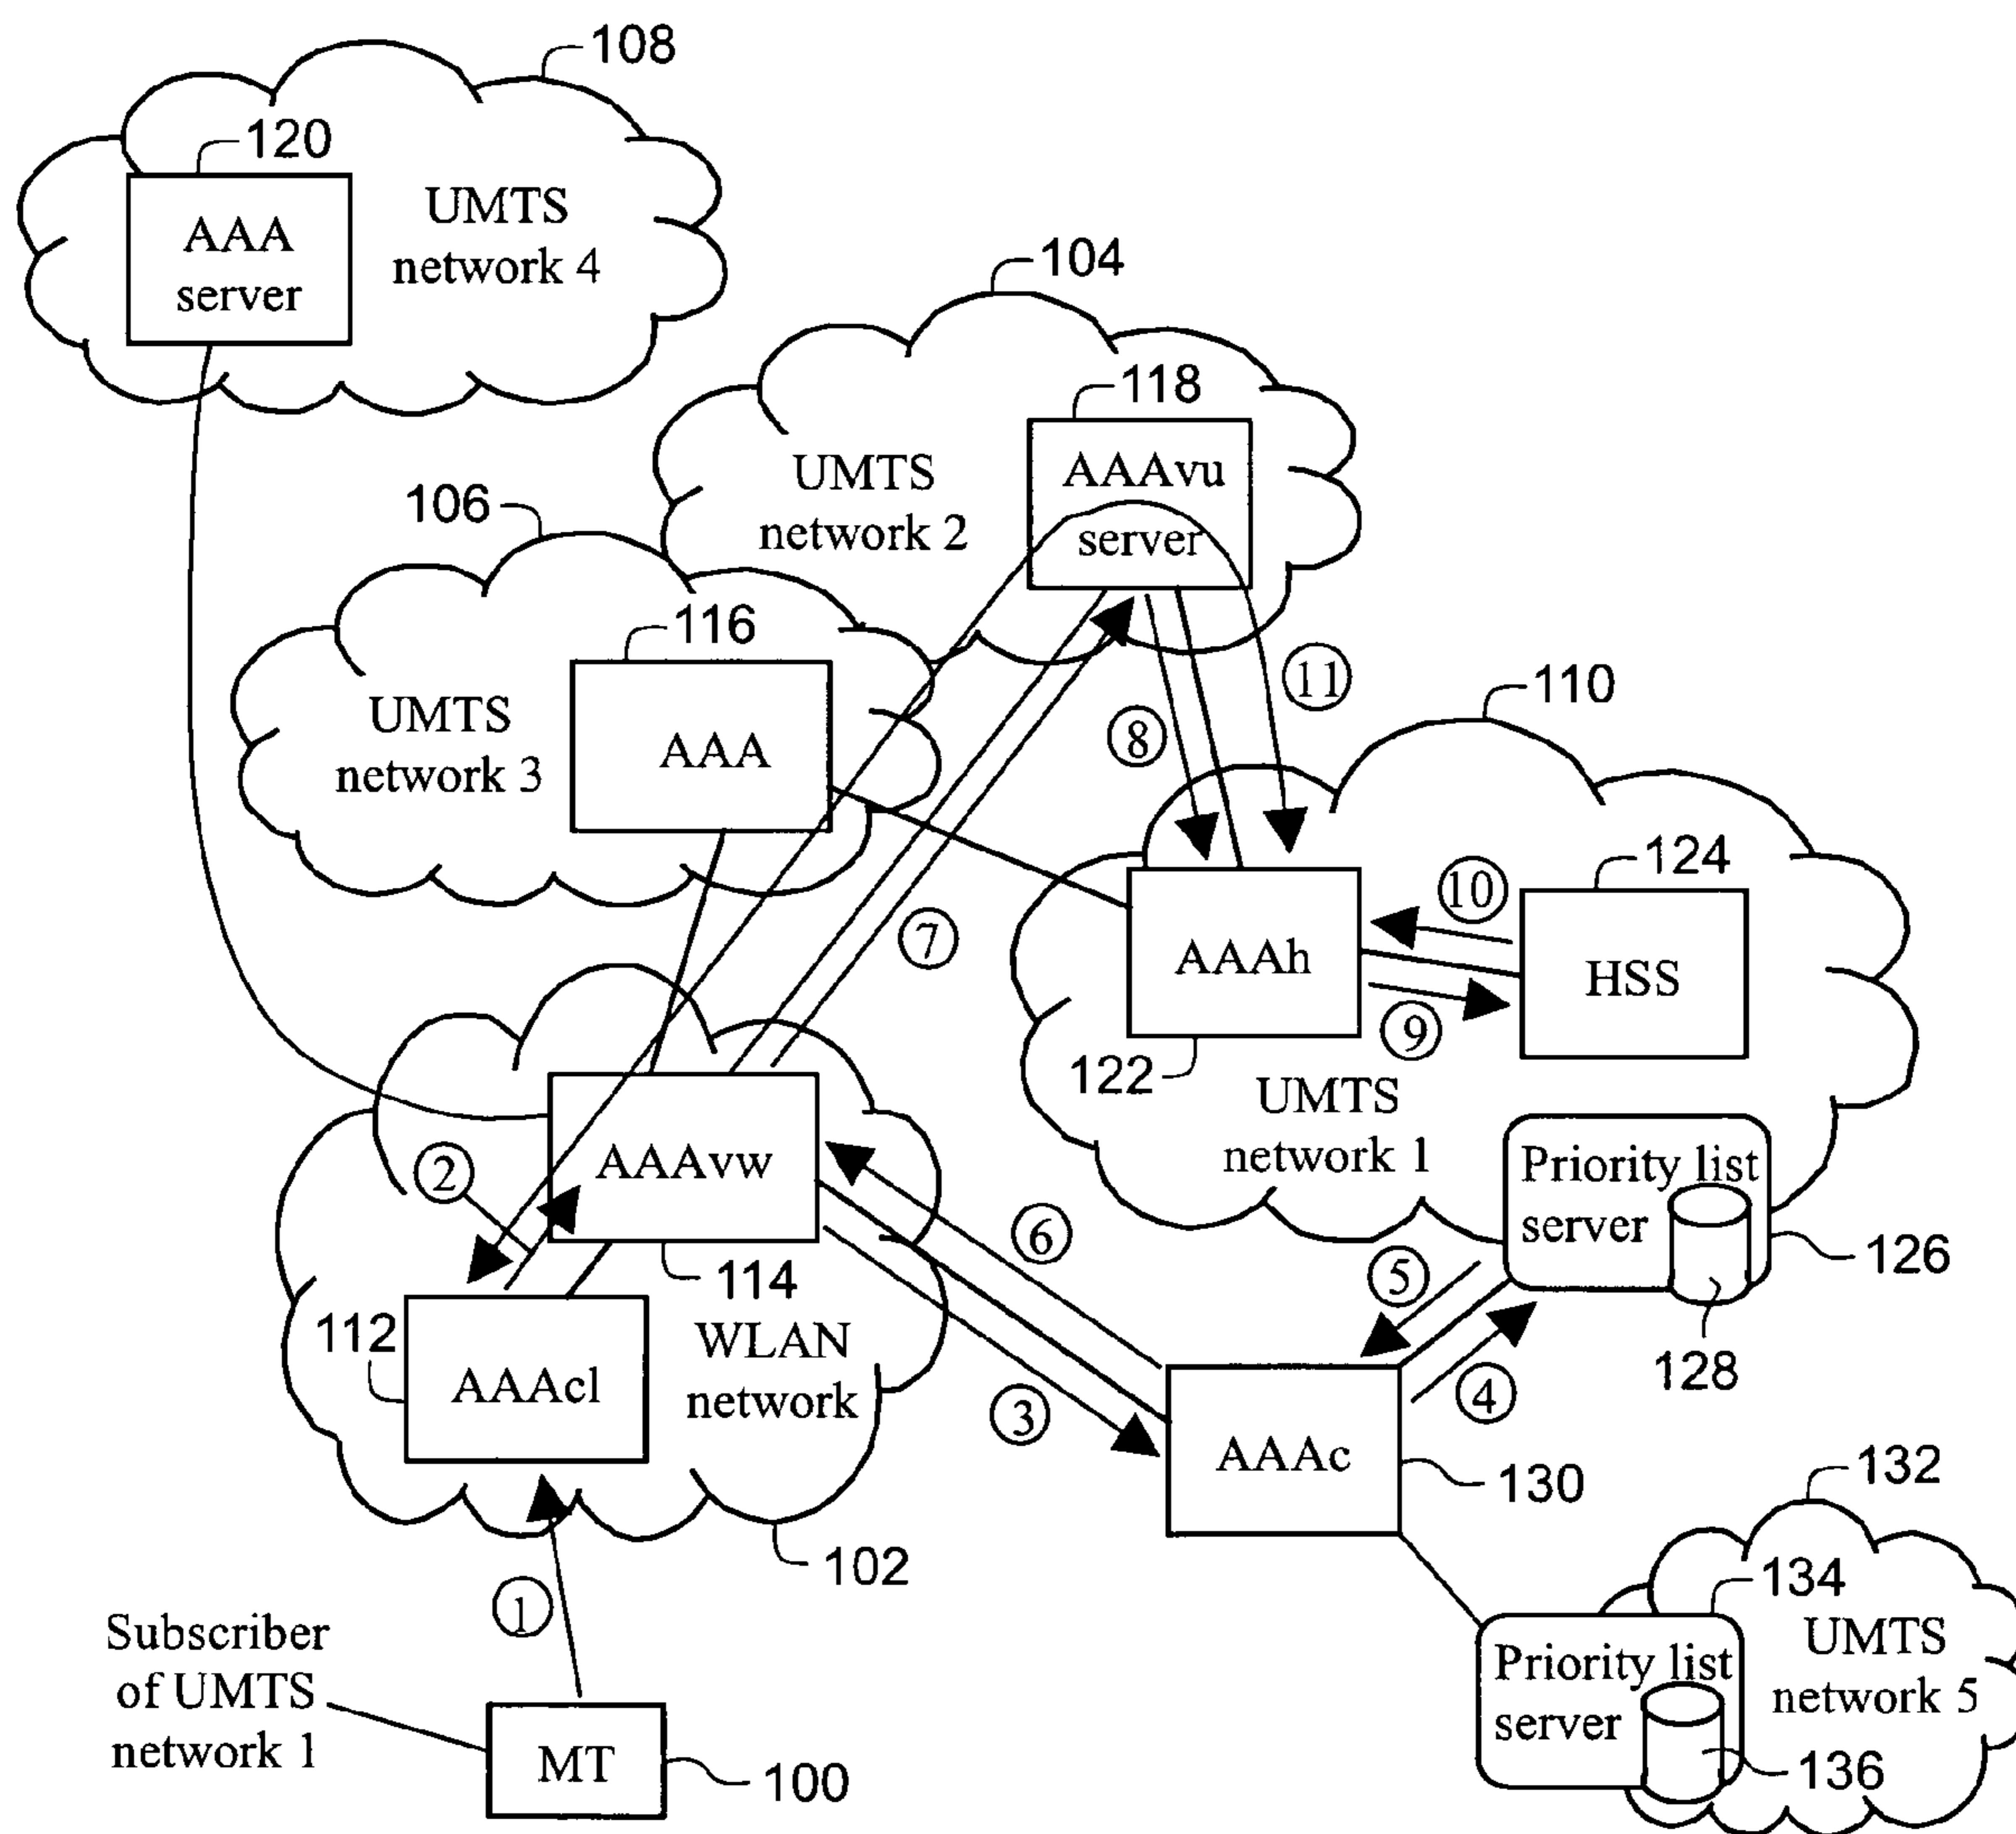 108
120
AAA
server
UMTS
network 4
104
118
AAAvu
server
UMTS
network 2
106
116
UMTS
network 3
AAA
11
8
110
7
124
10
AAAh
HSS
9
122
UMTS
network 1
2
AAAvw
6
Priority list
server
126
5
114
112
WLAN
network
AAAcl
128
3
4
AAAc
130
132
102
134
1
Subscriber
of UMTS
network 1
UMTS
network 5
Priority list
server
MT
100
136